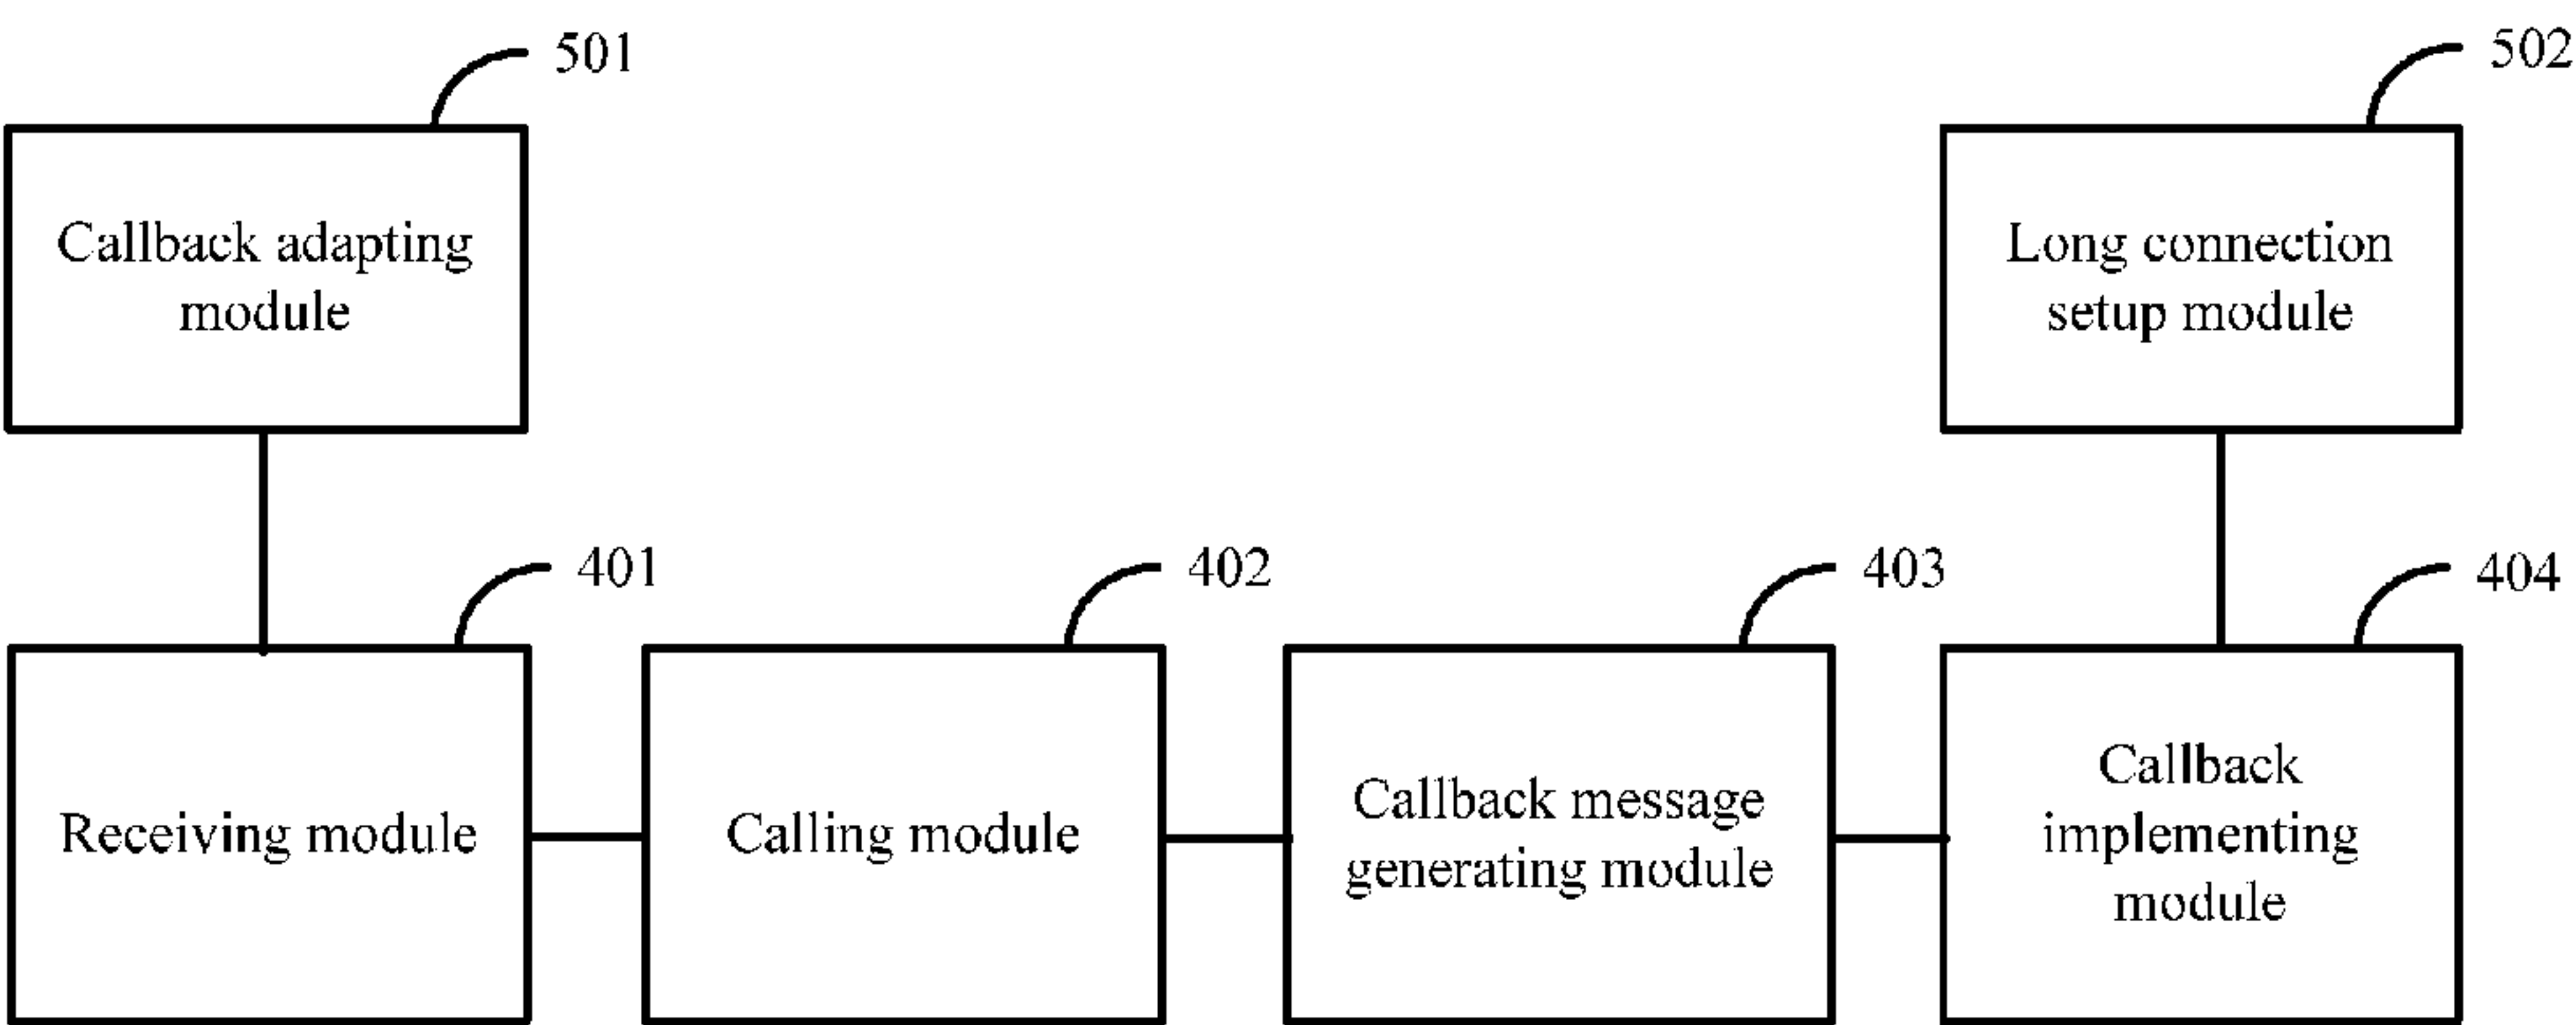 501
502
Callback adapting
module
Long connection
setup module
401
402
403
404
Receiving module
Calling module
Callback message
generating module
Callback
implementing
module